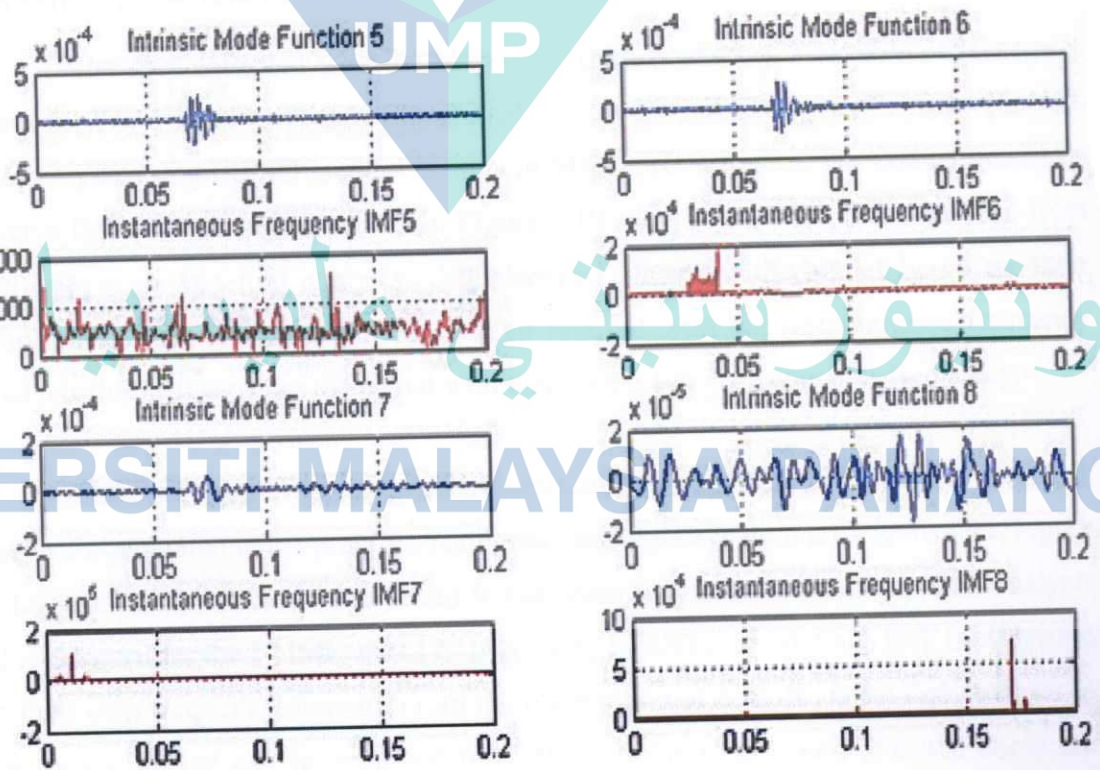 UMP
x 10^-4 Intrinsic Mode Function 5
5
0
-5
0 0.05 0.1 0.15 0.2
Instantaneous Frequency IMF5
000
000
0
0 0.05 0.1 0.15 0.2
x 10^-4 Intrinsic Mode Function 7
2
0
-2
0 0.05 0.1 0.15 0.2
Instantaneous Frequency IMF7
2
0
-2
0 0.05 0.1 0.15 0.2
x 10^-4 Intrinsic Mode Function 6
5
0
-5
0 0.05 0.1 0.15 0.2
x 10^4 Instantaneous Frequency IMF6
2
0
-2
0 0.05 0.1 0.15 0.2
x 10^-5 Intrinsic Mode Function 8
2
0
-2
0 0.05 0.1 0.15 0.2
x 10^4 Instantaneous Frequency IMF8
10
5
0
0 0.05 0.1 0.15 0.2
ERSITI MALAYSIA PAHANG